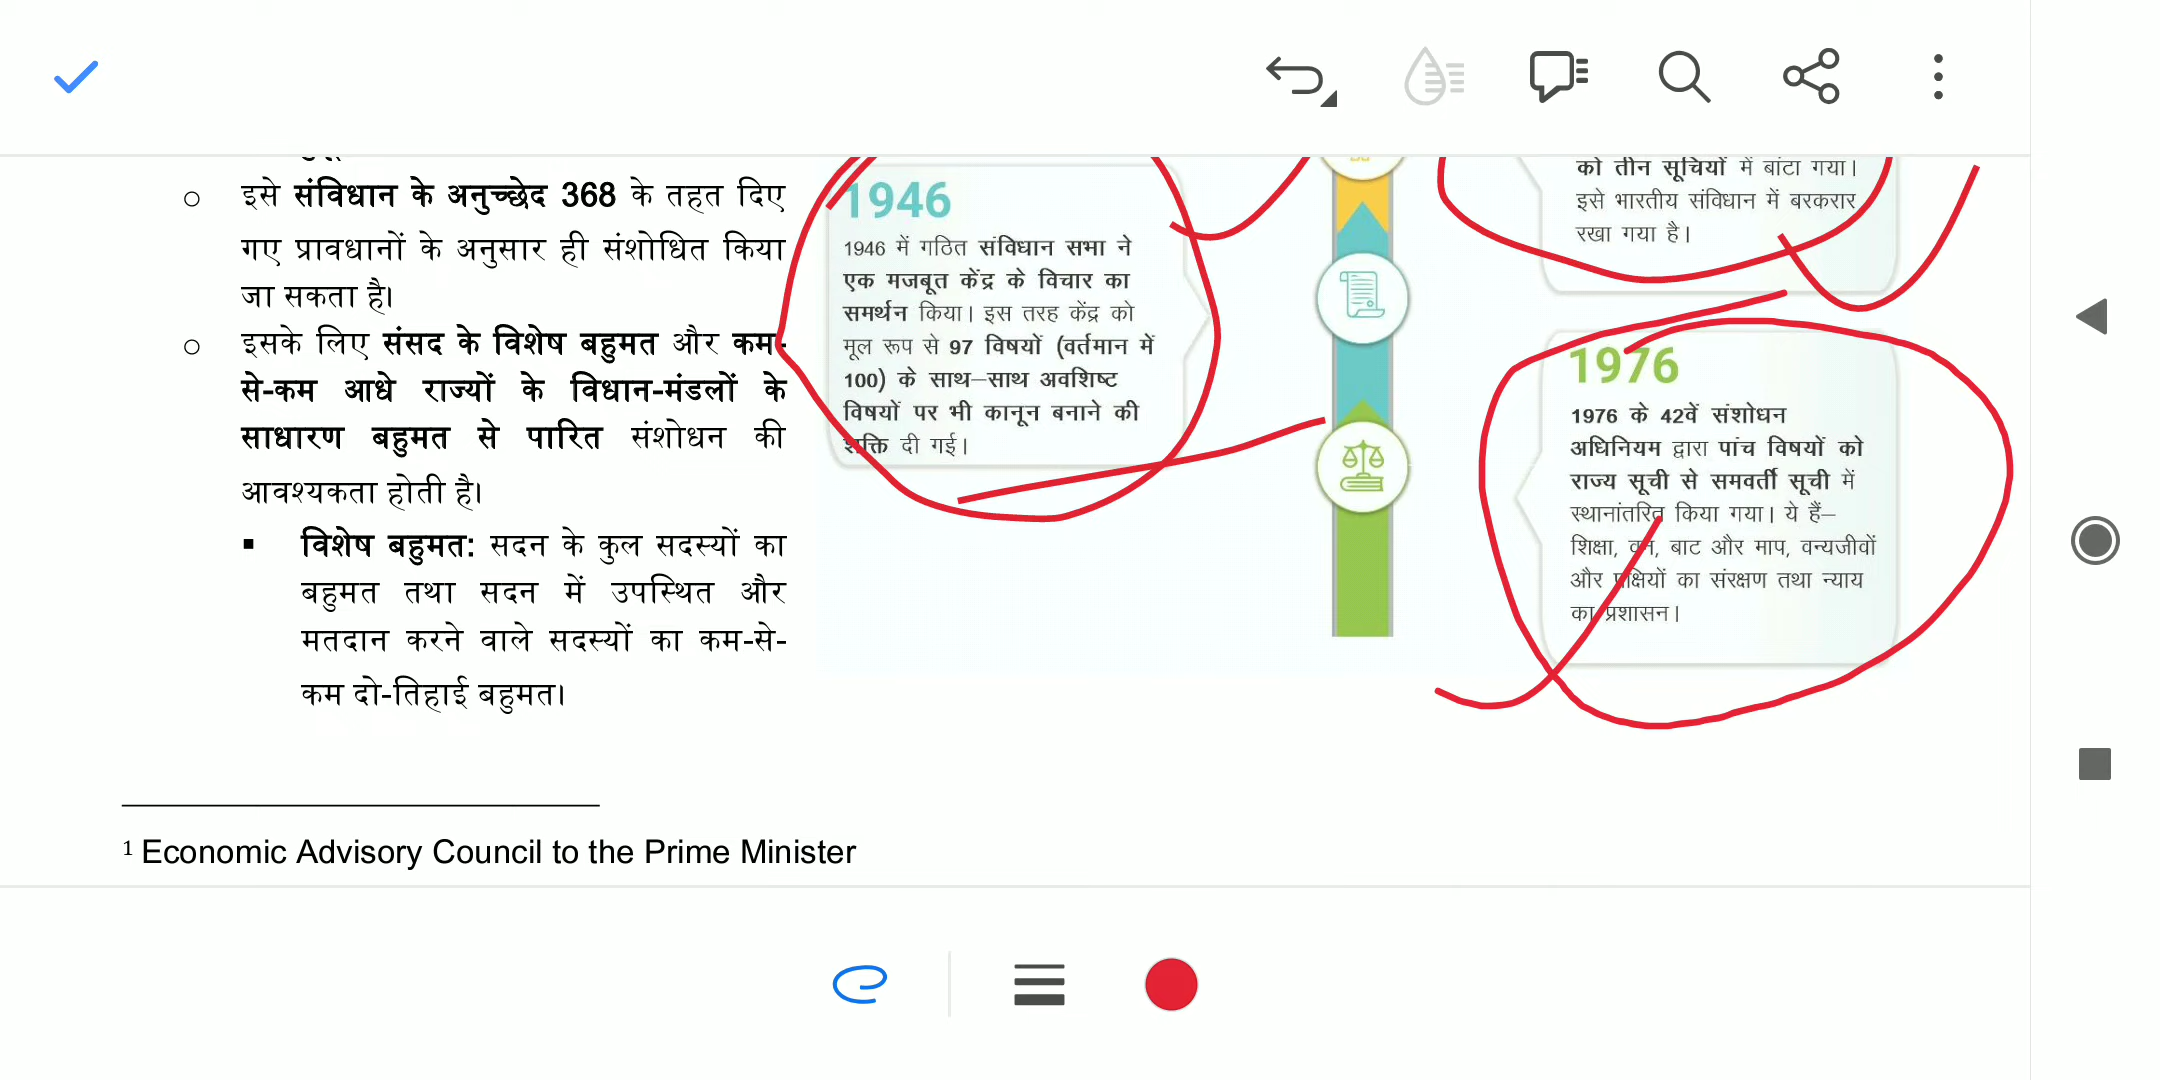 इसे संविधान के अनुच्छेद 368 के तहत दिए
गए प्रावधानों के अनुसार ही संशोधित किया
जा सकता है।
इसके लिए संसद के विशेष बहुमत और कम-
से-कम आधे राज्यों के विधान-मंडलों के
साधारण बहुमत से पारित संशोधन की
आवश्यकता होती है।
विशेष बहुमत: सदन के कुल सदस्यों का
बहुमत तथा सदन में उपस्थित और
मतदान करने वाले सदस्यों का कम-से-
कम दो-तिहाई बहुमत।
1946
1946 में गठित संविधान सभा ने
एक मजबूत केंद्र के विचार का
समर्थन किया। इस तरह केंद्र को
मूल रूप से 97 विषयों (वर्तमान में
100) के साथ–साथ अवशिष्ट
विषयों पर भी कानून बनाने की
शक्ति दी गई।
को तीन सूचियों में बांटा गया।
इसे भारतीय संविधान में बरकरार
रखा गया है।
1976
1976 के 42वें संशोधन
अधिनियम द्वारा पांच विषयों को
राज्य सूची से समवर्ती सूची में
स्थानांतरित किया गया। ये हैं–
शिक्षा, वन, बाट और माप, वन्यजीवों
और पक्षियों का संरक्षण तथा न्याय
का प्रशासन।
1 Economic Advisory Council to the Prime Minister